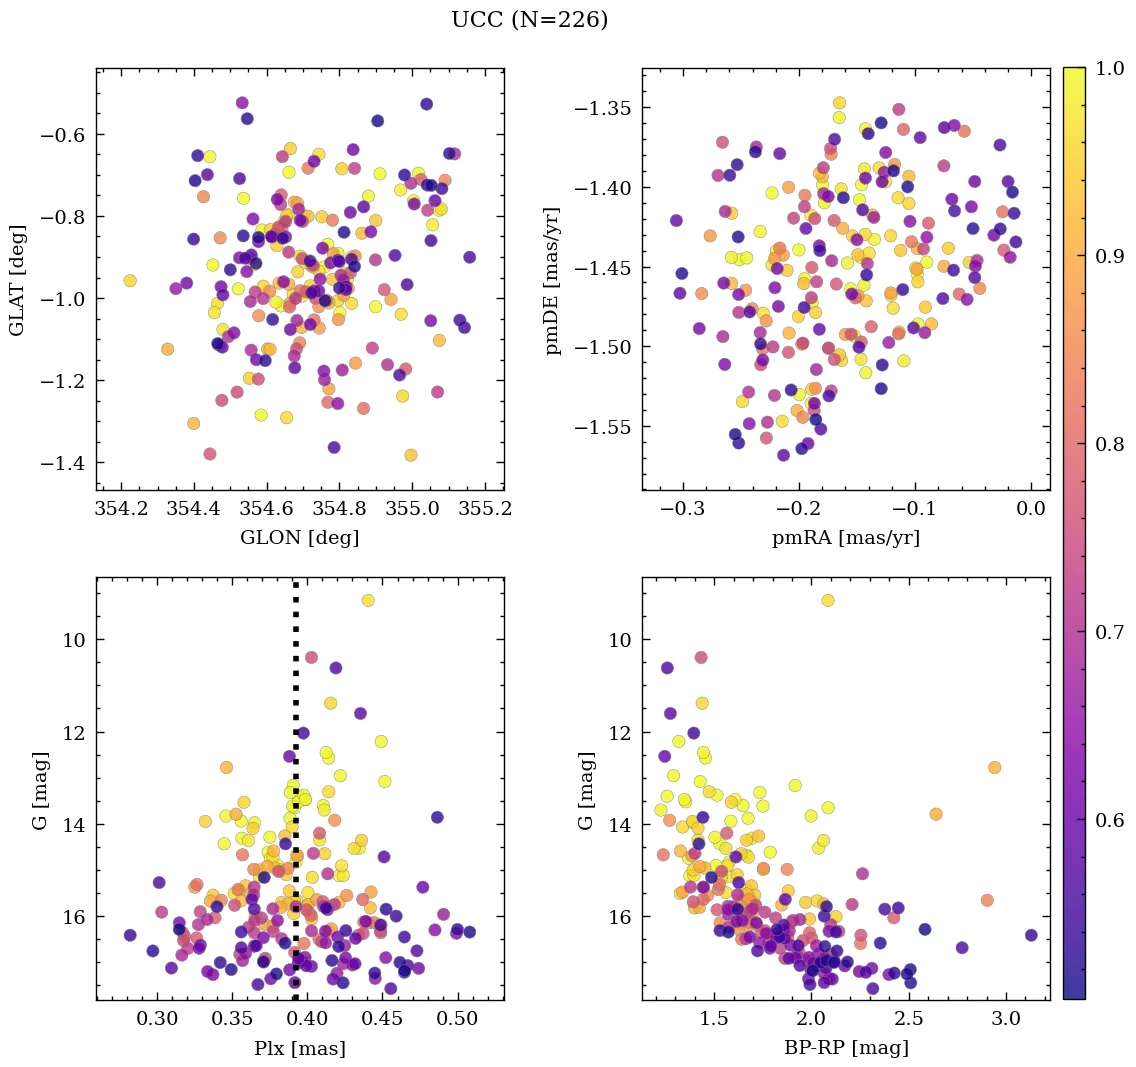 UCC (N=226)
−0.6
−0.8
−1.0
−1.2
−1.4
GLAT [deg]
354.2 354.4 354.6 354.8 355.0 355.2
GLON [deg]
−1.35
−1.40
−1.45
−1.50
−1.55
pmDE [mas/yr]
−0.3 −0.2 −0.1 0.0
pmRA [mas/yr]
1.0
0.9
0.8
0.7
0.6
10
12
14
16
G [mag]
0.30 0.35 0.40 0.45 0.50
Plx [mas]
10
12
14
16
G [mag]
1.5 2.0 2.5 3.0
BP-RP [mag]